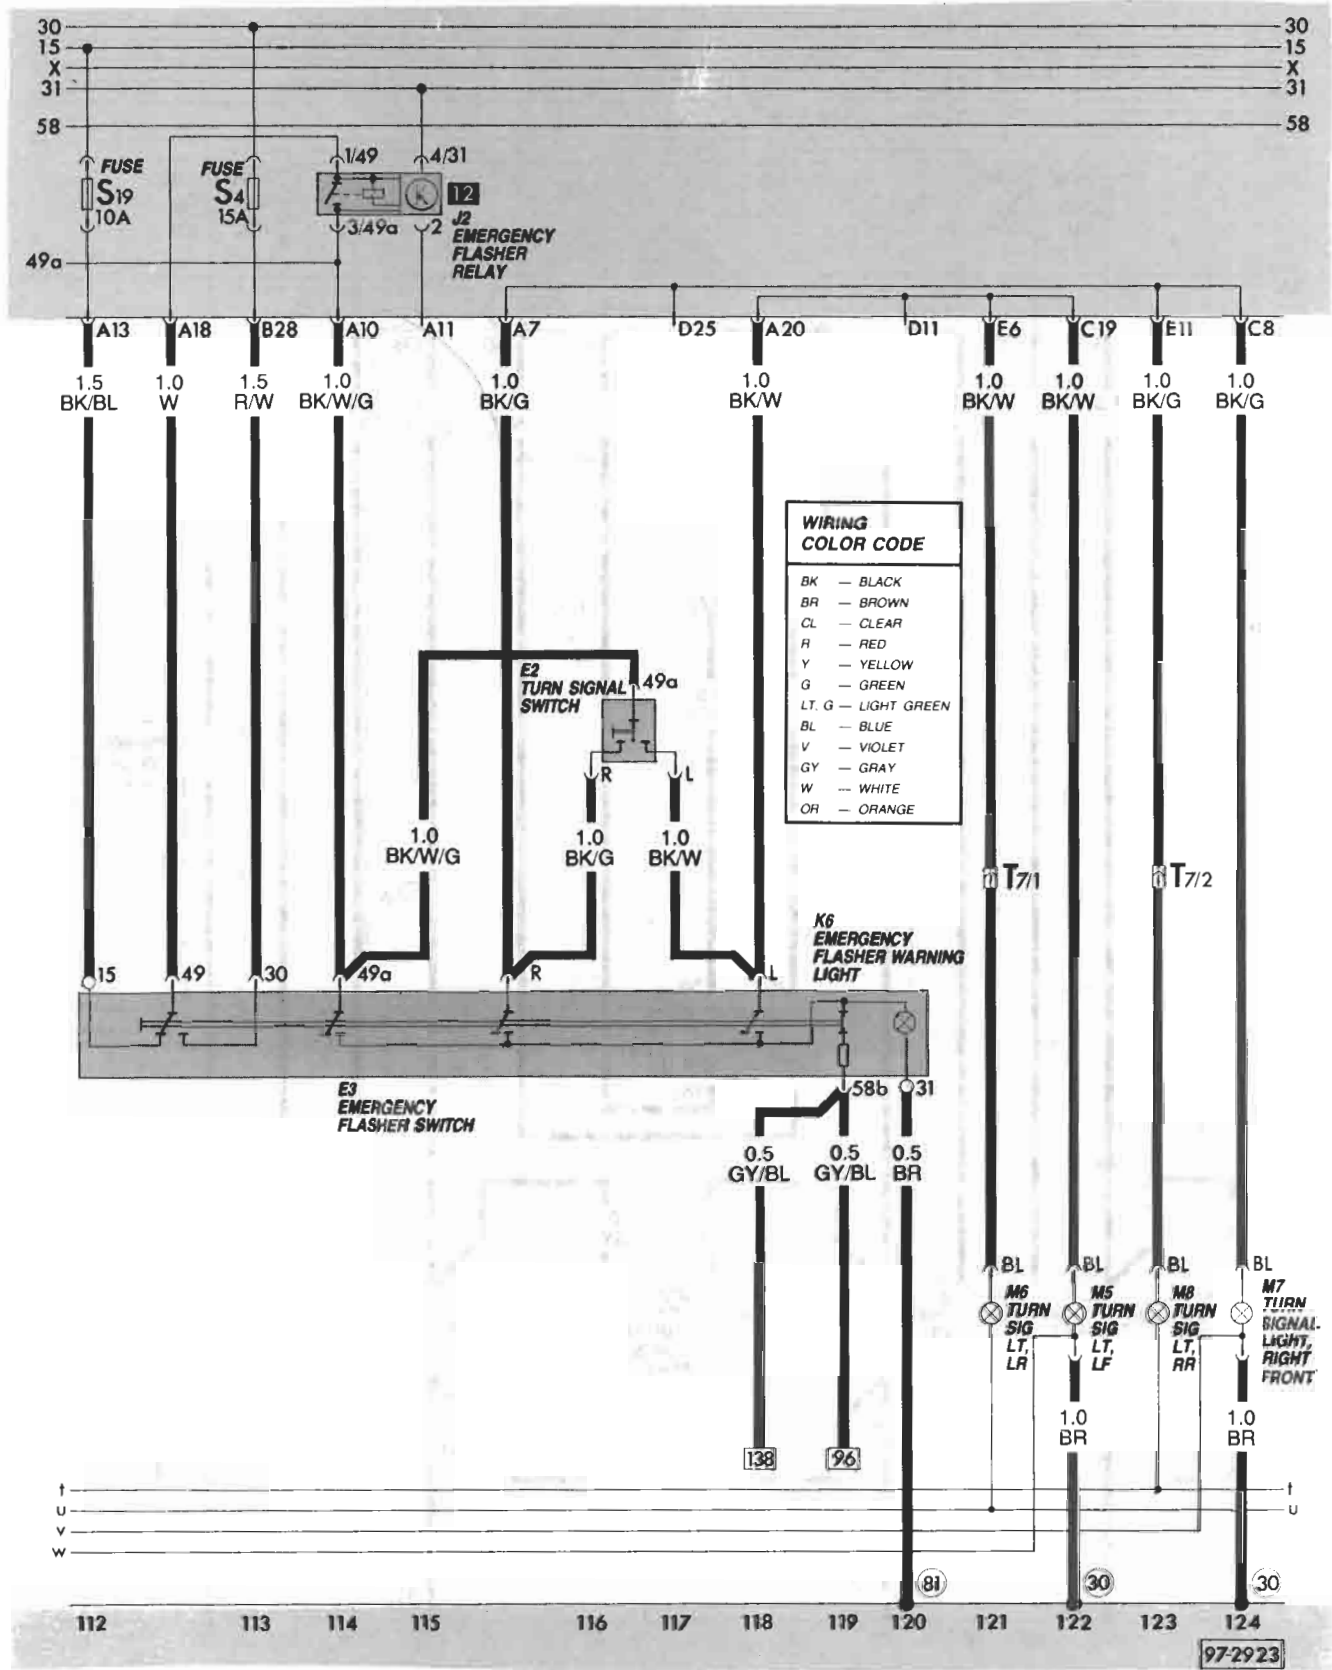 30 30
15 15
X X
31 31
58 58
1/49 4/31
FUSE
S19
10A
FUSE
S4
15A
K
12
3/49a 2
J2
EMERGENCY
FLASHER
RELAY
49a
A13 A18 B28 A10 A11 A7 D25 A20 D11 E6 C19 E11 C8
1.5 1.0 1.5 1.0 1.0 1.0 1.0 1.0 1.0 1.0
BK/BL W R/W BK/W/G BK/G BK/W BK/W BK/W BK/G BK/G
WIRING
COLOR CODE
BK — BLACK
BR — BROWN
CL — CLEAR
R — RED
Y — YELLOW
G — GREEN
LT. G — LIGHT GREEN
BL — BLUE
V — VIOLET
GY — GRAY
W — WHITE
OR — ORANGE
E2
TURN SIGNAL
SWITCH
49a
R L
1.0 1.0 1.0
BK/W/G BK/G BK/W
T7/1 T7/2
K6
EMERGENCY
FLASHER WARNING
LIGHT
15 49 30 49a R L
E3
EMERGENCY
FLASHER SWITCH
58b 31
0.5 0.5 0.5
GY/BL GY/BL BR
BL BL BL BL
M6
TURN
SIG
LT,
LR
M5
TURN
SIG
LT,
LF
M8
TURN
SIG
LT,
RR
M7
TURN
SIGNAL
LIGHT,
RIGHT
FRONT
1.0 1.0
BR BR
138 96
t t
u u
v
w
81 30 30
112 113 114 115 116 117 118 119 120 121 122 123 124
97-2923